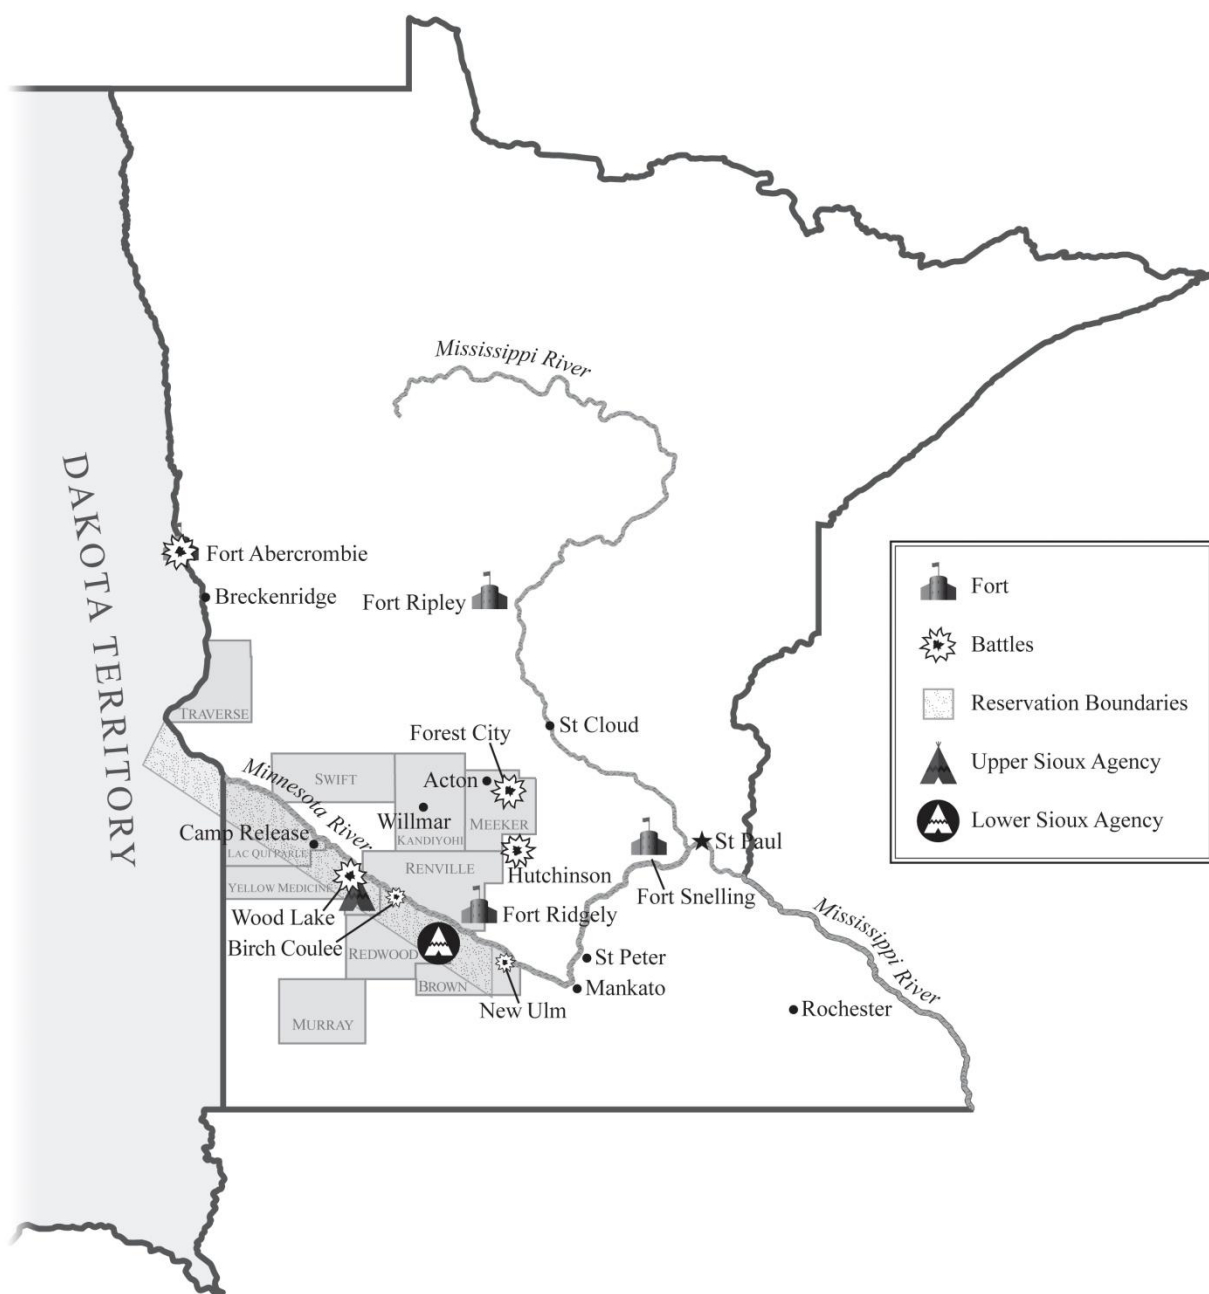 Mississippi River
DAKOTA TERRITORY
Fort Abercrombie
Breckenridge
Fort Ripley
TRAVERSE
St Cloud
Forest City
Minnesota River
SWIFT
Acton
Willmar
KANDIYOHI
MEEKER
Camp Release
LAC QUI PARLE
RENVILLE
Hutchinson
St Paul
Fort Snelling
YELLOW MEDICINE
Wood Lake
Birch Coulee
Fort Ridgely
REDWOOD
BROWN
St Peter
Mankato
New Ulm
MURRAY
Rochester
Mississippi River
Fort
Battles
Reservation Boundaries
Upper Sioux Agency
Lower Sioux Agency